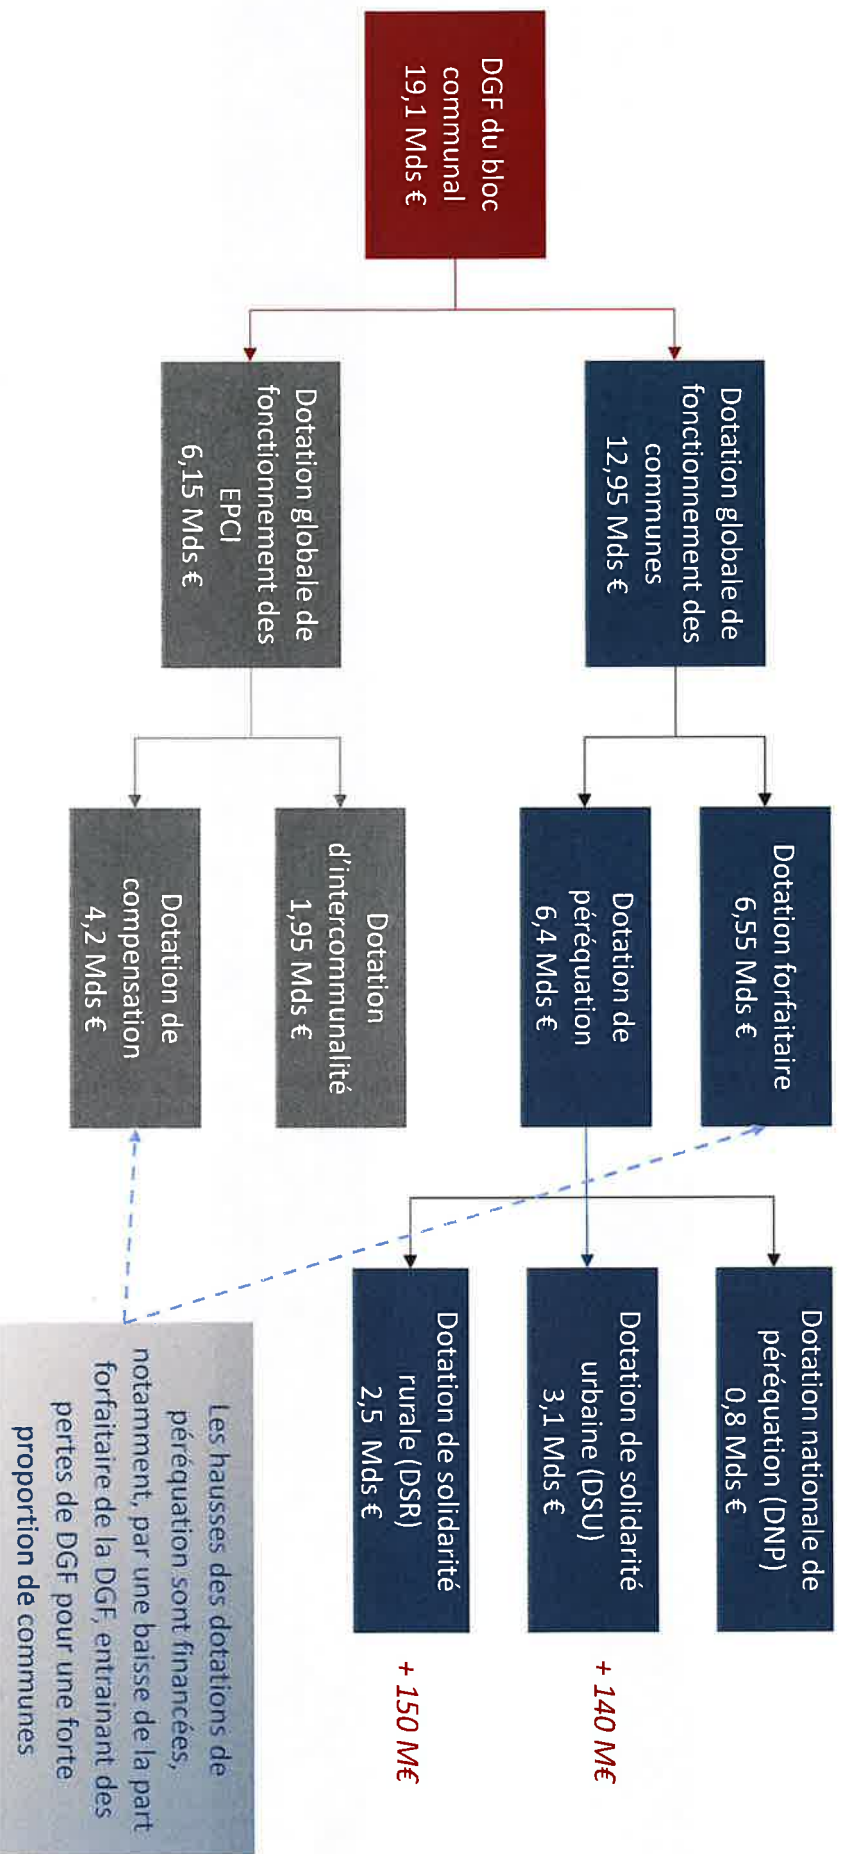 DGF du bloc
communal
19,1 Mds €
Dotation globale de
fonctionnement des
communes
12,95 Mds €
Dotation globale de
fonctionnement des
EPCI
6,15 Mds €
Dotation forfaitaire
6,55 Mds €
Dotation de
péréquation
6,4 Mds €
Dotation
d'intercommunalité
1,95 Mds €
Dotation de
compensation
4,2 Mds €
Dotation nationale de
péréquation (DNP)
0,8 Mds €
Dotation de solidarité
urbaine (DSU)
3,1 Mds €
+ 140 M€
Dotation de solidarité
rurale (DSR)
2,5 Mds €
+ 150 M€
Les hausses des dotations de
péréquation sont financées,
notamment, par une baisse de la part
forfaitaire de la DGF, entrainant des
pertes de DGF pour une forte
proportion de communes